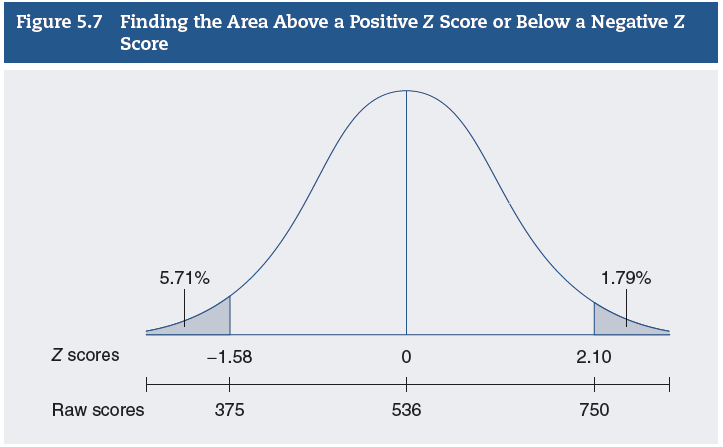 Figure 5.7 Finding the Area Above a Positive Z Score or Below a Negative Z
Score
5.71% 1.79%
Z scores −1.58 0 2.10
Raw scores 375 536 750